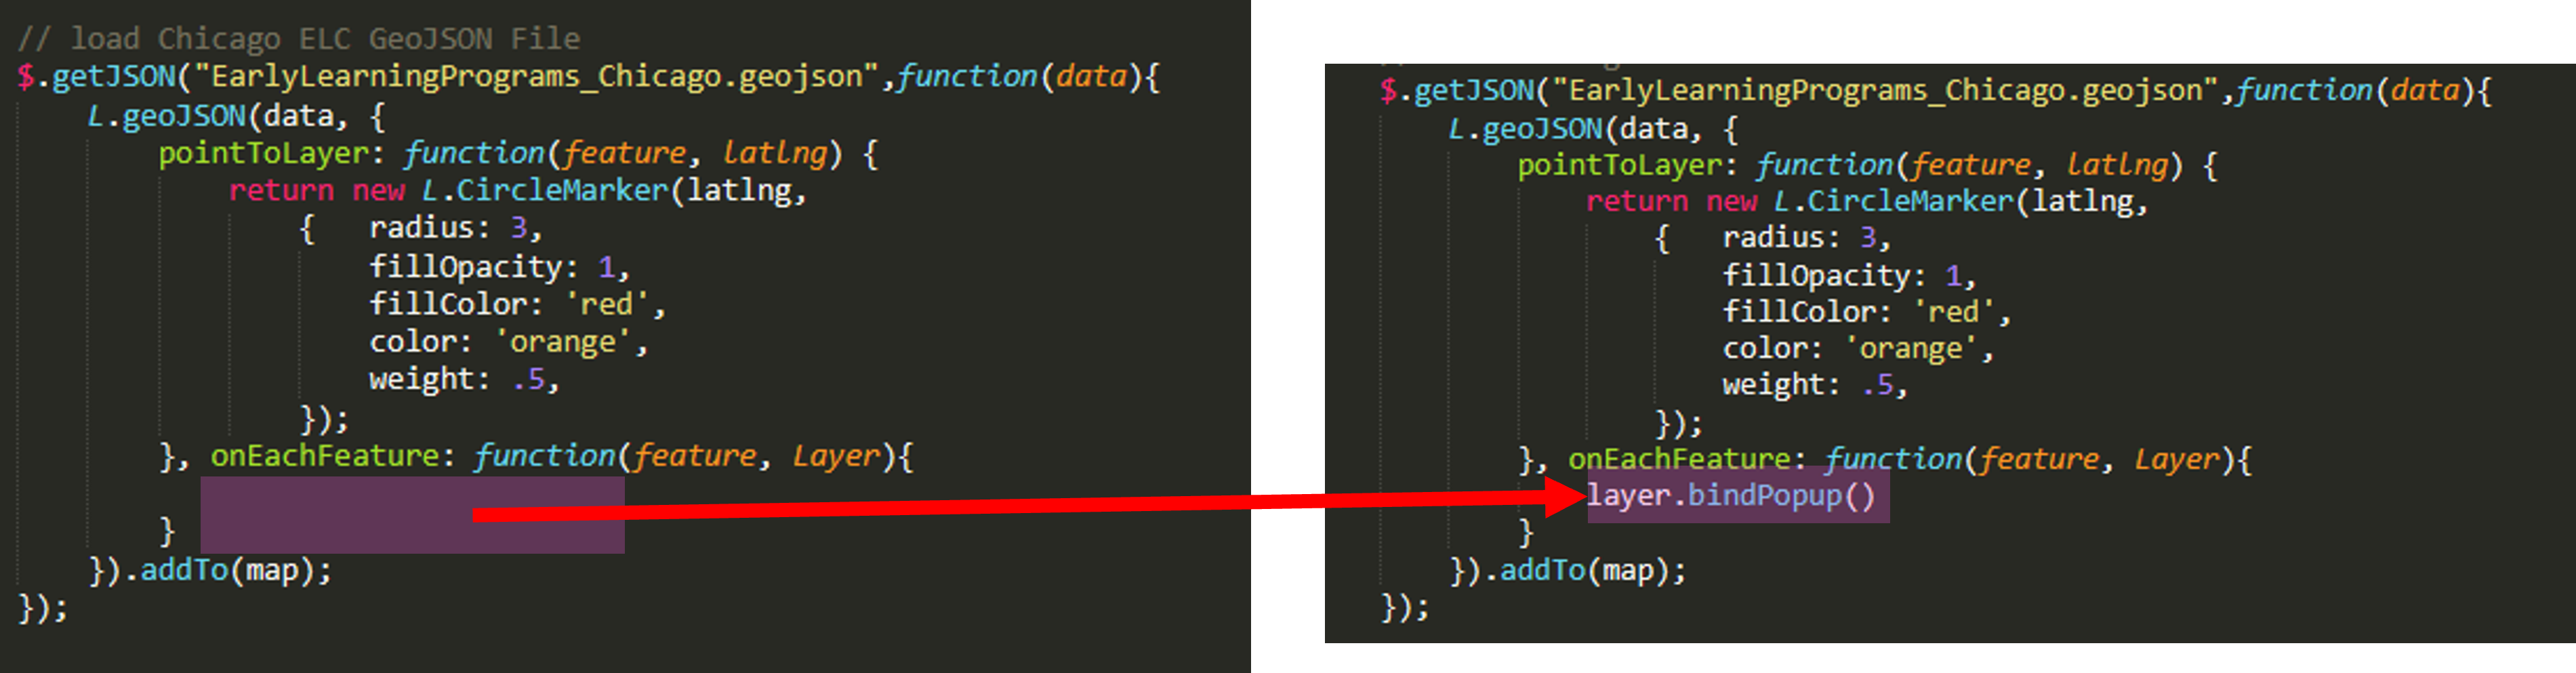 // load Chicago ELC GeoJSON File
$.getJSON("EarlyLearningPrograms_Chicago.geojson",function(data){
L.geoJSON(data, {
pointToLayer: function(feature, latlng) {
return new L.CircleMarker(latlng,
{ radius: 3,
fillOpacity: 1,
fillColor: 'red',
color: 'orange',
weight: .5,
});
}, onEachFeature: function(feature, Layer){
}
}).addTo(map);
});
$.getJSON("EarlyLearningPrograms_Chicago.geojson",function(data){
L.geoJSON(data, {
pointToLayer: function(feature, latlng) {
return new L.CircleMarker(latlng,
{ radius: 3,
fillOpacity: 1,
fillColor: 'red',
color: 'orange',
weight: .5,
});
}, onEachFeature: function(feature, Layer){
layer.bindPopup()
}
}).addTo(map);
});